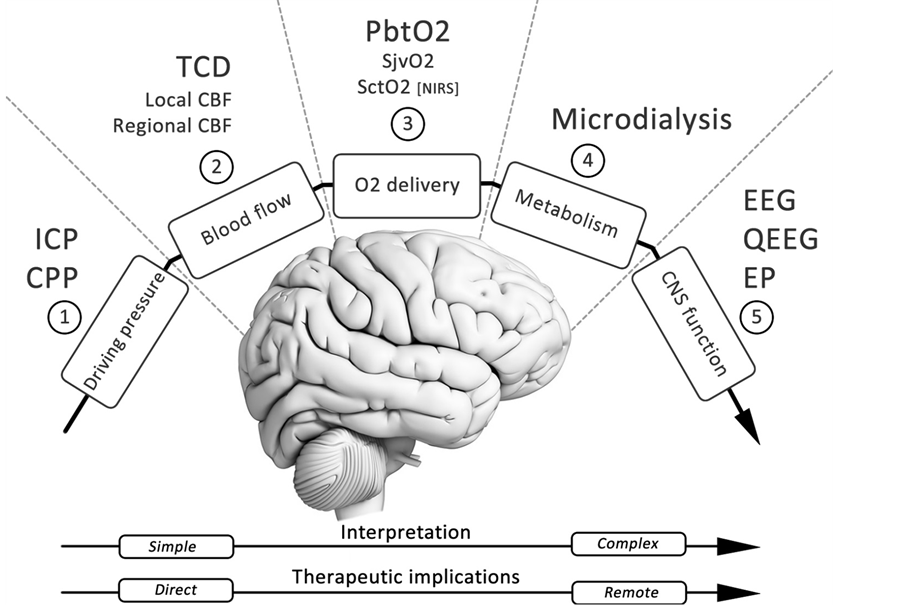 PbtO2
SjvO2
SctO2 [NIRS]
3
O2 delivery
TCD
Local CBF
Regional CBF
2
Blood flow
Microdialysis
4
Metabolism
ICP
CPP
1
Driving pressure
EEG
QEEG
EP
5
CNS function
Interpretation
Simple
Complex
Therapeutic implications
Direct
Remote